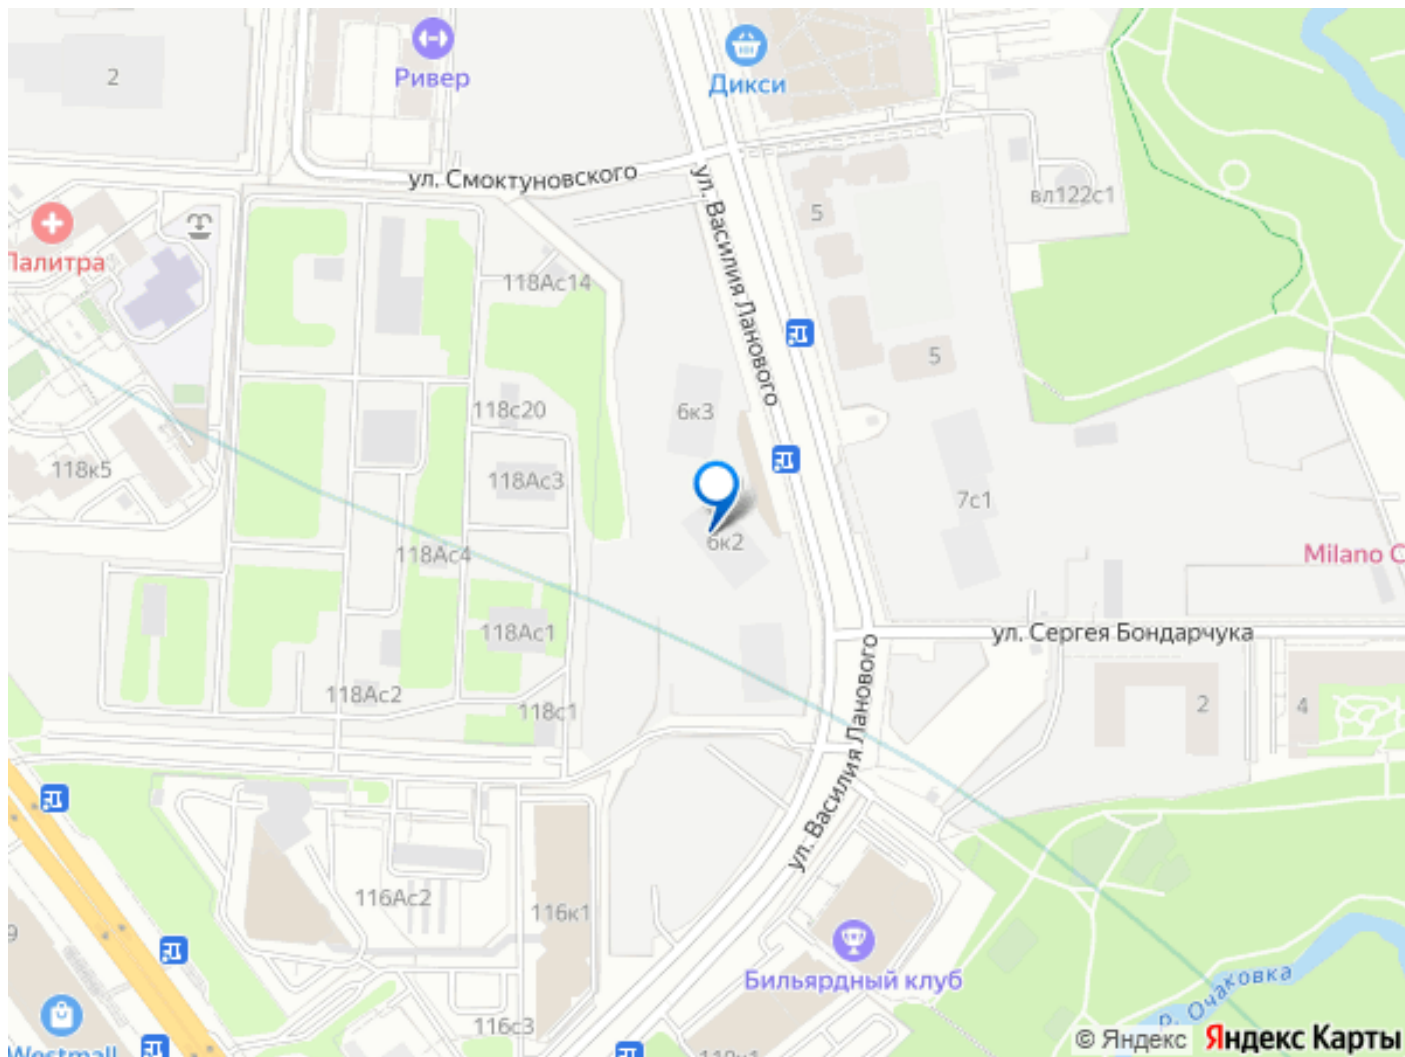 2
Ривер
Дикси
ул. Смоктуновского
вл122с1
Палитра
5
ул. Василия Ланового
118Ас14
5
118с20
6к3
118к5
118Ас3
7с1
6к2
118Ас4
Milano C
118Ас1
ул. Сергея Бондарчука
118Ас2
118с1
2
4
ул. Василия Ланового
116Ас2
116к1
9
Бильярдный клуб
р. Очаковка
116с3
Westmall
© Яндекс Яндекс Карты